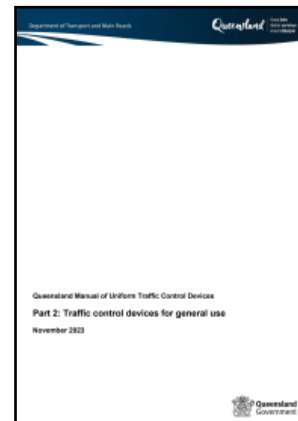 Department of Transport and Main Roads
Queensland
Queensland Manual of Uniform Traffic Control Devices
Part 2: Traffic control devices for general use
November 2023
Queensland
Government